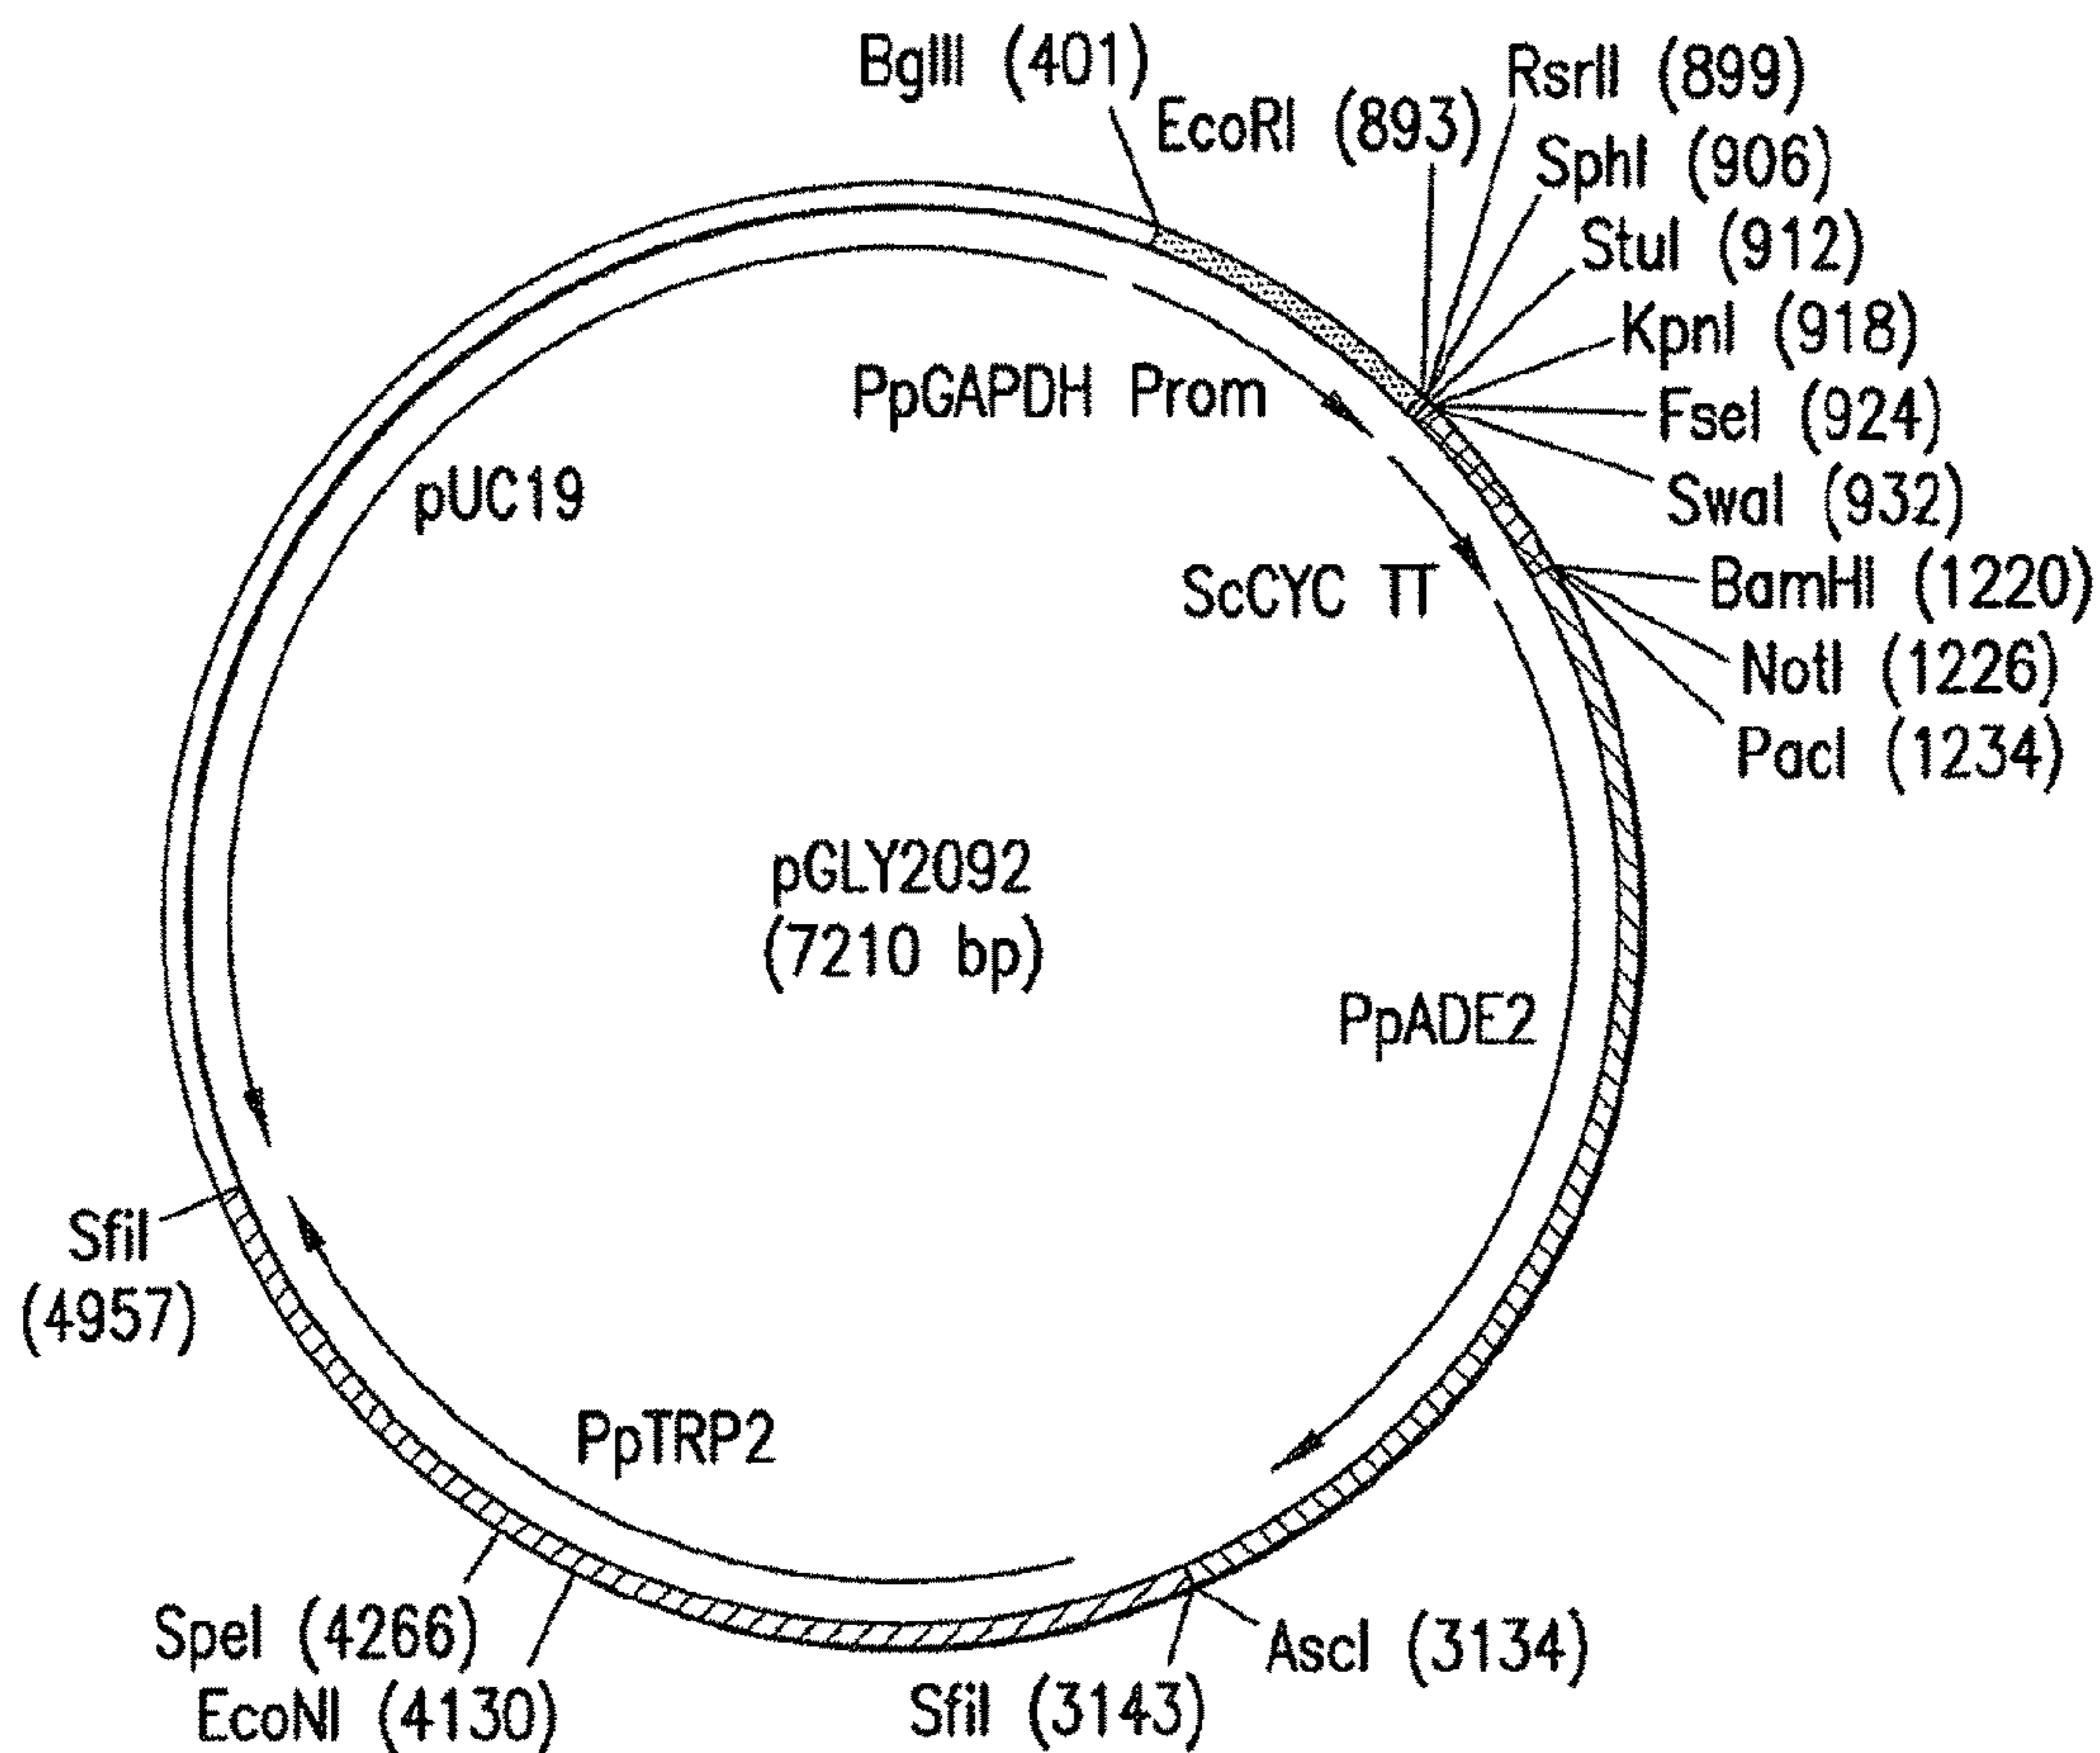 BglII (401)
EcoRI (893)
RsrII (899)
SphI (906)
StuI (912)
KpnI (918)
FseI (924)
SwaI (932)
BamHI (1220)
NotI (1226)
PacI (1234)
PpGAPDH Prom
pUC19
ScCYC TT
pGLY2092
(7210 bp)
PpADE2
SfiI
(4957)
PpTRP2
SpeI (4266)
EcoNI (4130)
SfiI (3143)
AscI (3134)